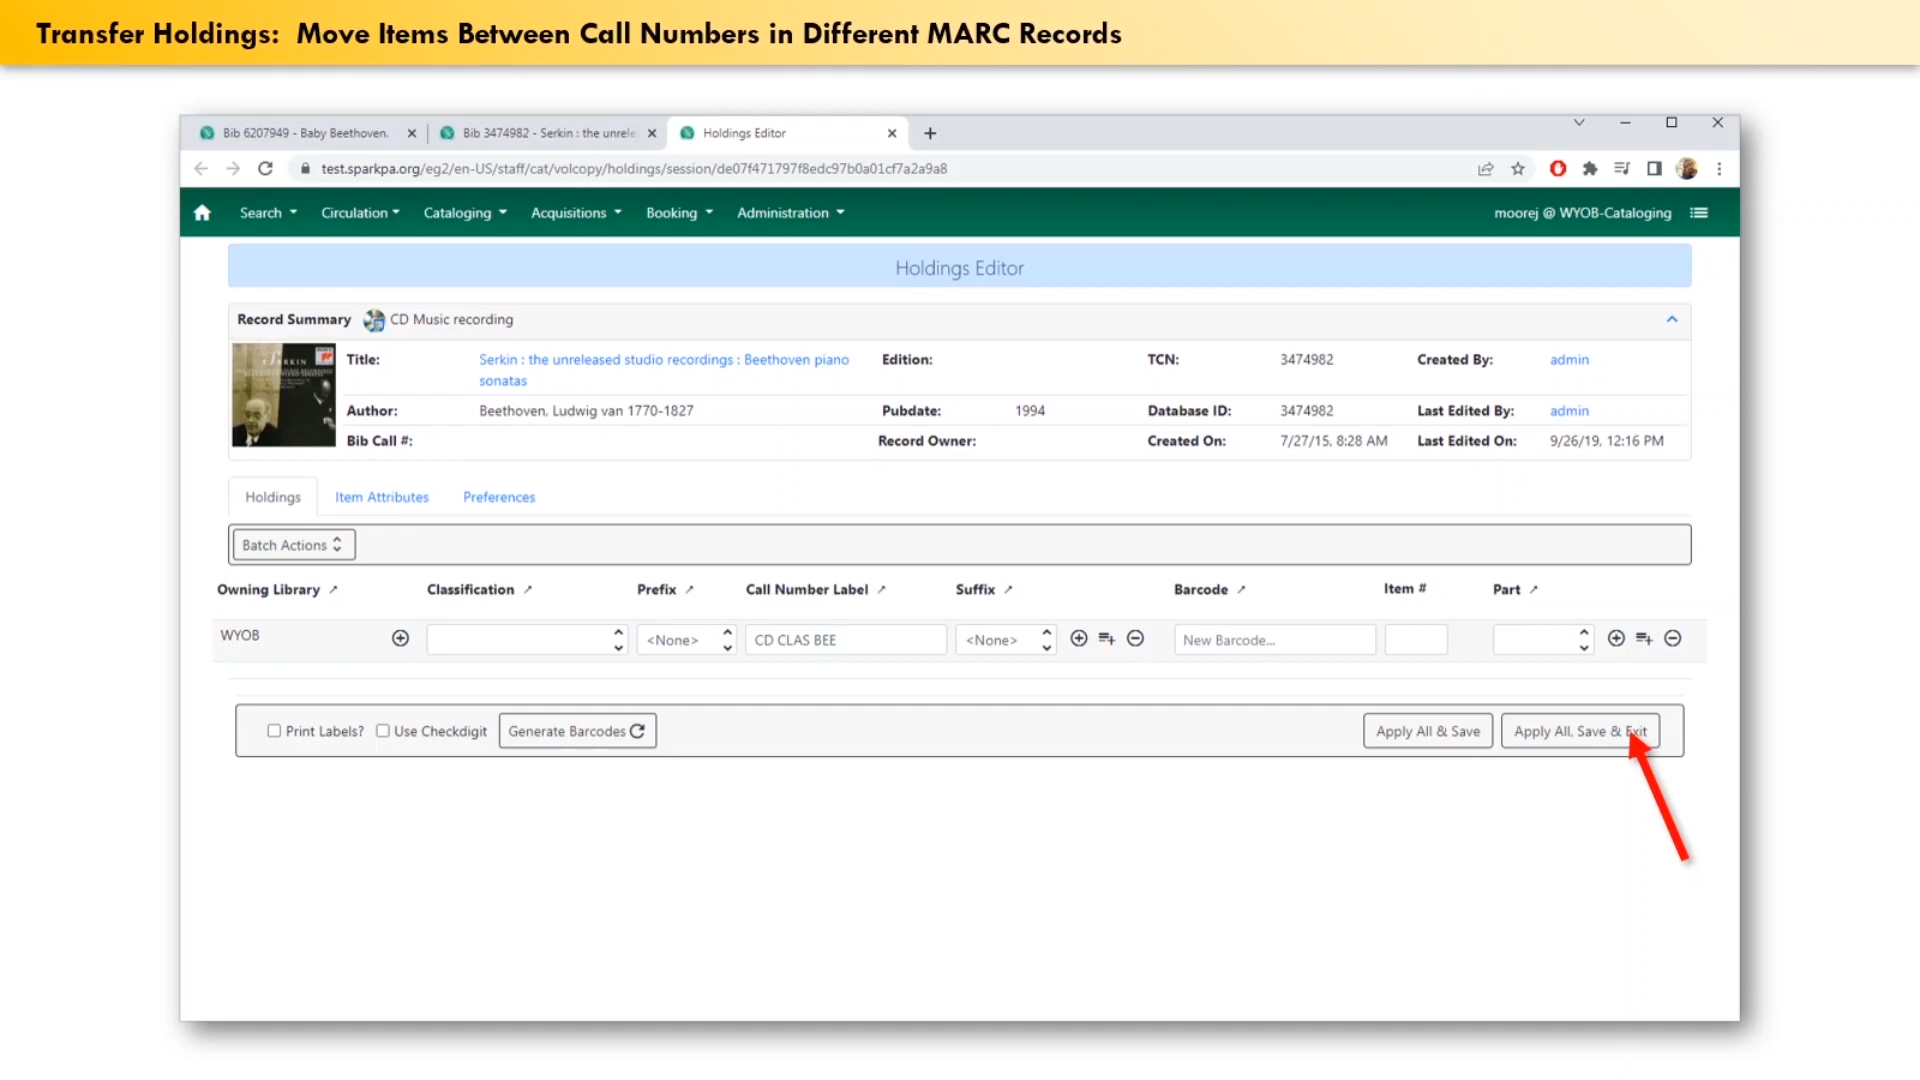 Transfer Holdings: Move Items Between Call Numbers in Different MARC Records
Bib 6207949 - Baby Beethoven. Bib 3474982 - Serkin : the unrele Holdings Editor
test.sparkpa.org/eg2/en-US/staff/cat/volcopy/holdings/session/de07f471797f8edc97b0a01cf7a2a9a8
Search Circulation Cataloging Acquisitions Booking Administration moorej @ WYOB-Cataloging
Holdings Editor
Record Summary CD Music recording
SERKIN
Title: Serkin : the unreleased studio recordings : Beethoven piano sonatas Edition: TCN: 3474982 Created By: admin
Author: Beethoven, Ludwig van 1770-1827 Pubdate: 1994 Database ID: 3474982 Last Edited By: admin
Bib Call #: Record Owner: Created On: 7/27/15, 8:28 AM Last Edited On: 9/26/19, 12:16 PM
Holdings Item Attributes Preferences
Batch Actions
Owning Library Classification Prefix Call Number Label Suffix Barcode Item # Part
WYOB <None> CD CLAS BEE <None> New Barcode...
Print Labels? Use Checkdigit Generate Barcodes Apply All & Save Apply All, Save & Exit